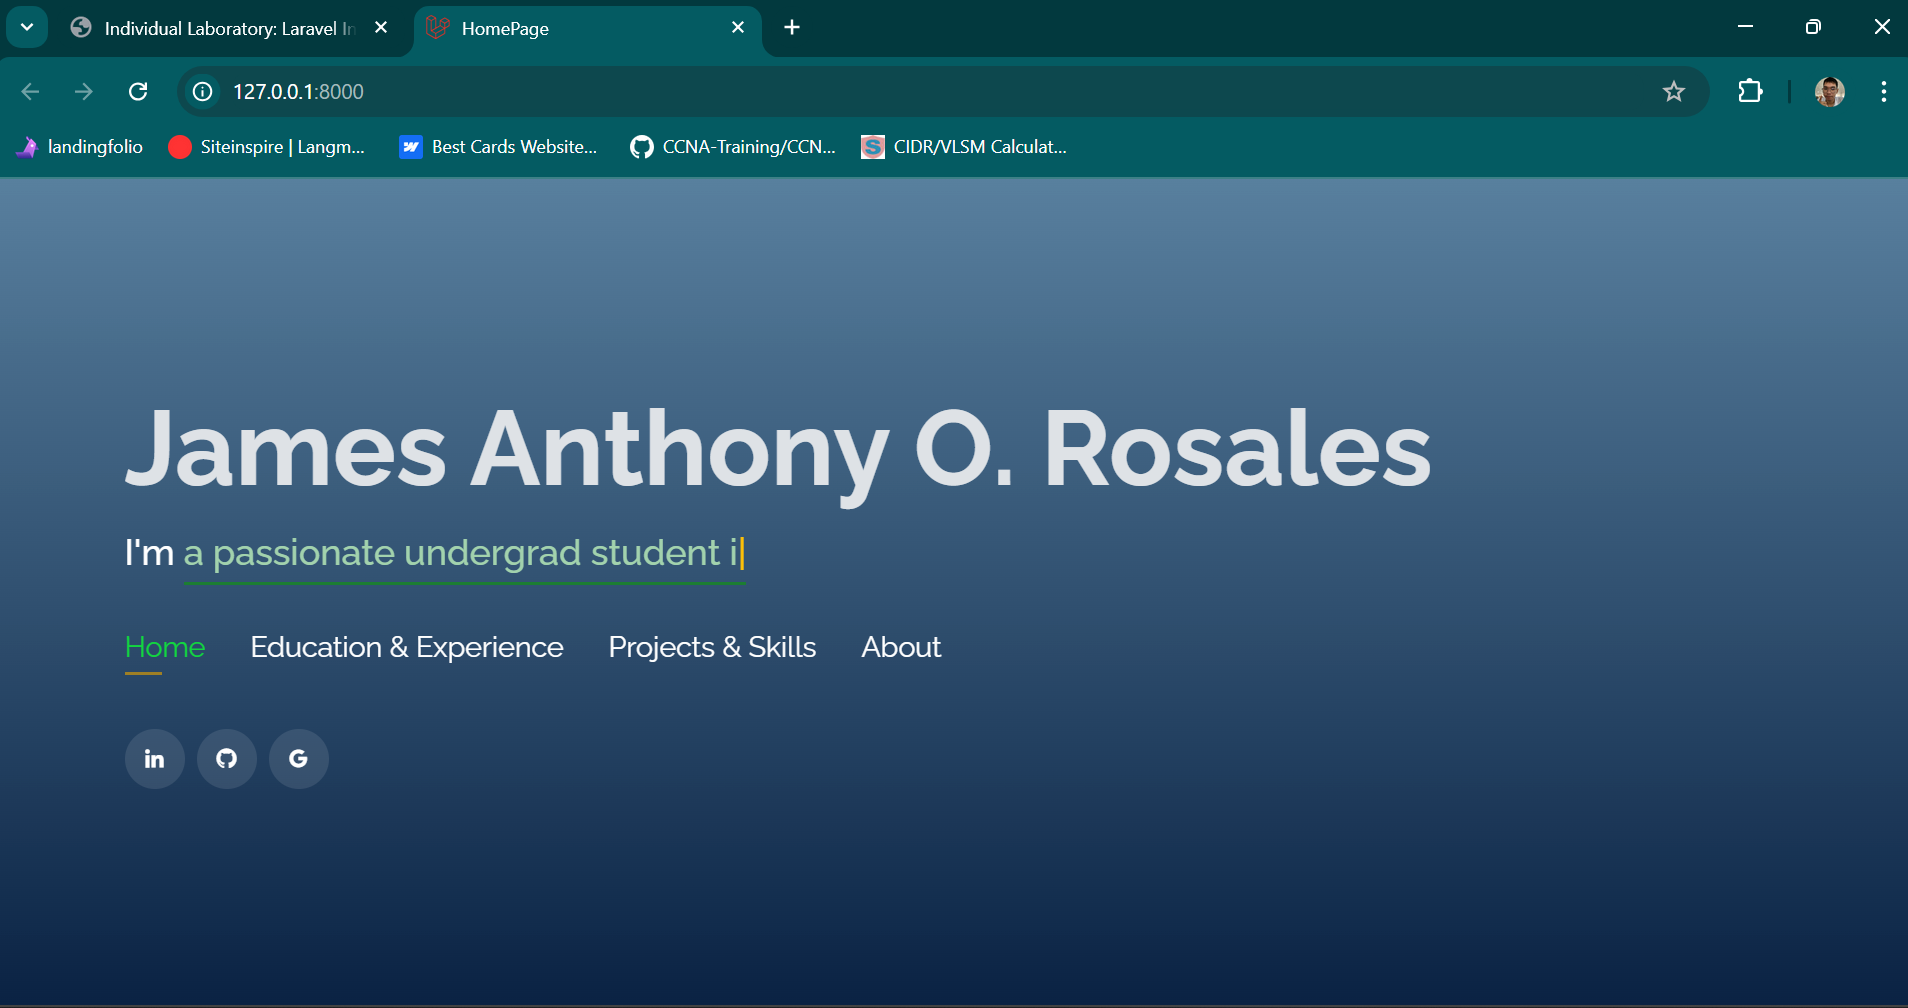 Individual Laboratory: Laravel In
HomePage
127.0.0.1:8000
landingfolio
Siteinspire | Langm...
Best Cards Website...
CCNA-Training/CCN...
CIDR/VLSM Calculat...
James Anthony O. Rosales
I'm a passionate undergrad student i|
Home Education & Experience Projects & Skills About
in G